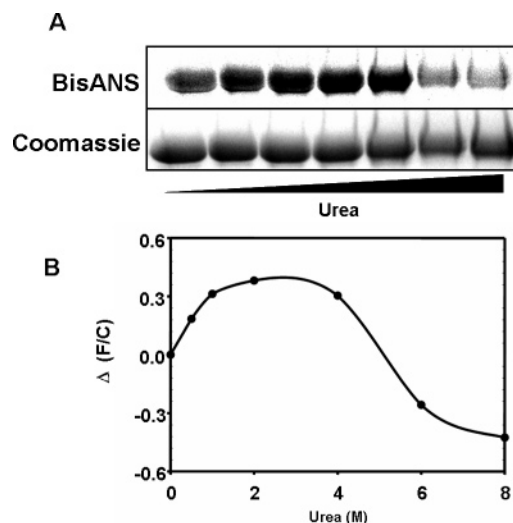 A
BisANS
Coomassie
Urea
B
0.6
0.3
0.0
-0.3
-0.6
Δ (F/C)
0 2 4 6 8
Urea (M)